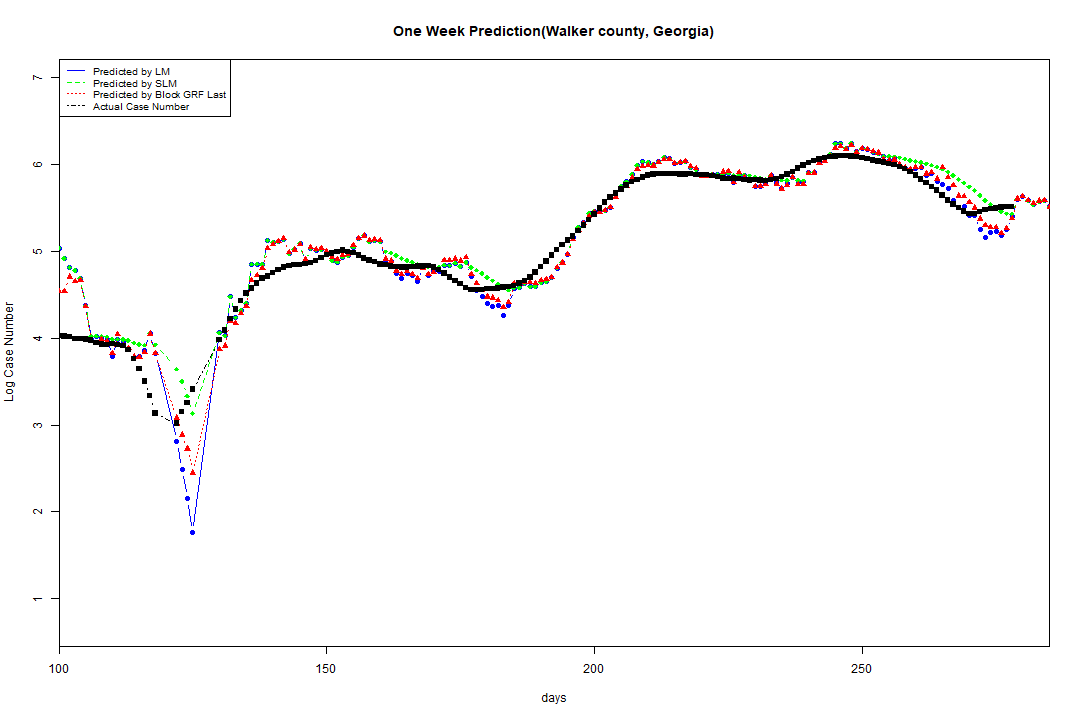 One Week Prediction(Walker county, Georgia)
Predicted by LM
Predicted by SLM
Predicted by Block GRF Last
Actual Case Number
7
6
5
4
3
2
1
Log Case Number
100 150 200 250
days